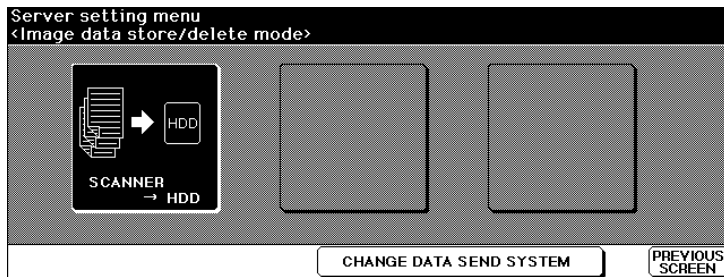 Server setting menu
<Image data store/delete mode>
HDD
SCANNER
→ HDD
CHANGE DATA SEND SYSTEM
PREVIOUS
SCREEN